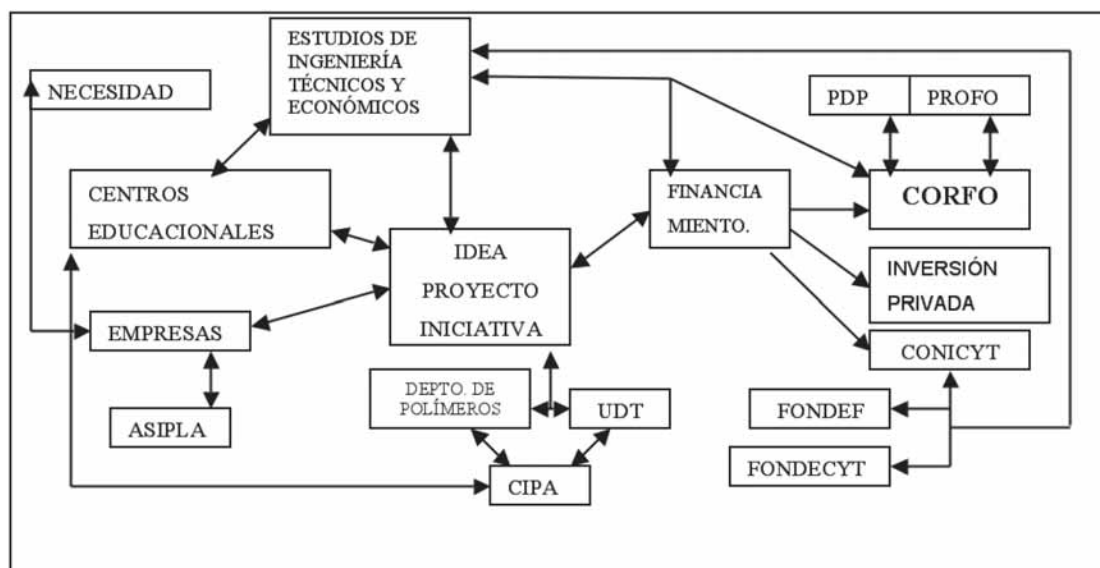 ESTUDIOS DE
INGENIERÍA
TÉCNICOS Y
ECONÓMICOS
NECESIDAD
PDP
PROFO
CENTROS
EDUCACIONALES
FINANCIA
MIENTO.
CORFO
IDEA
PROYECTO
INICIATIVA
INVERSIÓN
PRIVADA
EMPRESAS
CONICYT
DEPTO. DE
POLÍMEROS
UDT
FONDEF
ASIPLA
FONDECYT
CIPA